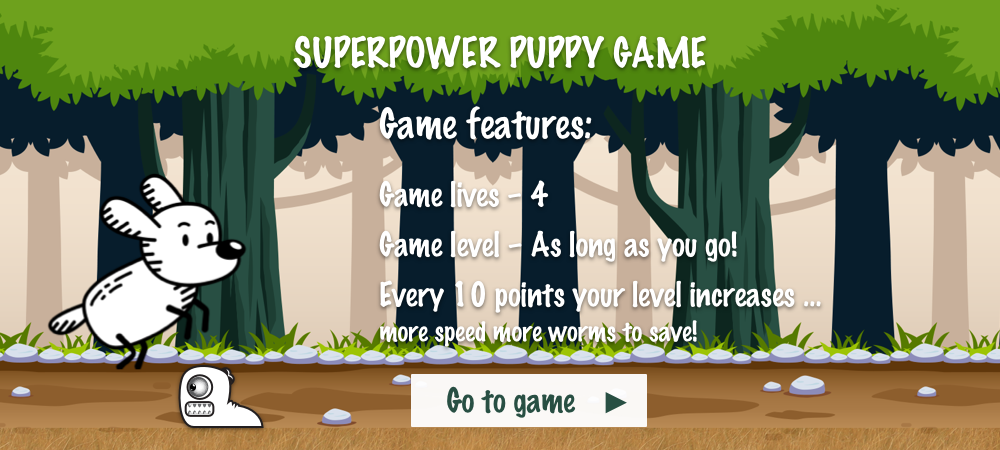 SUPERPOWER PUPPY GAME
Game features:
Game lives - 4
Game level - As long as you go!
Every 10 points your level increases ...
more speed more worms to save!
Go to game